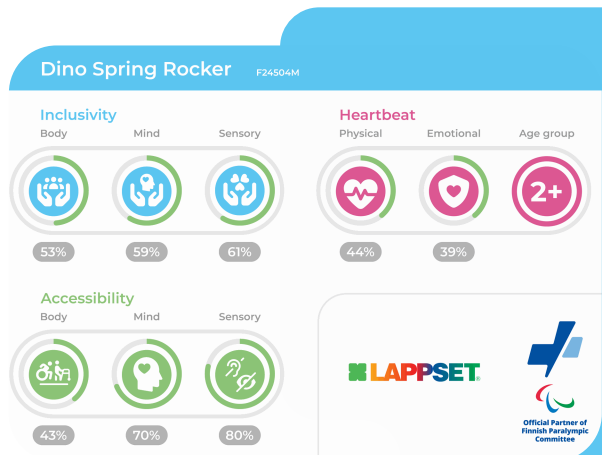 Dino Spring Rocker F24504M
Inclusivity
Body Mind Sensory
53% 59% 61%
Heartbeat
Physical Emotional Age group
2+
44% 39%
Accessibility
Body Mind Sensory
43% 70% 80%
LAPPSET®
Official Partner of
Finnish Paralympic
Committee